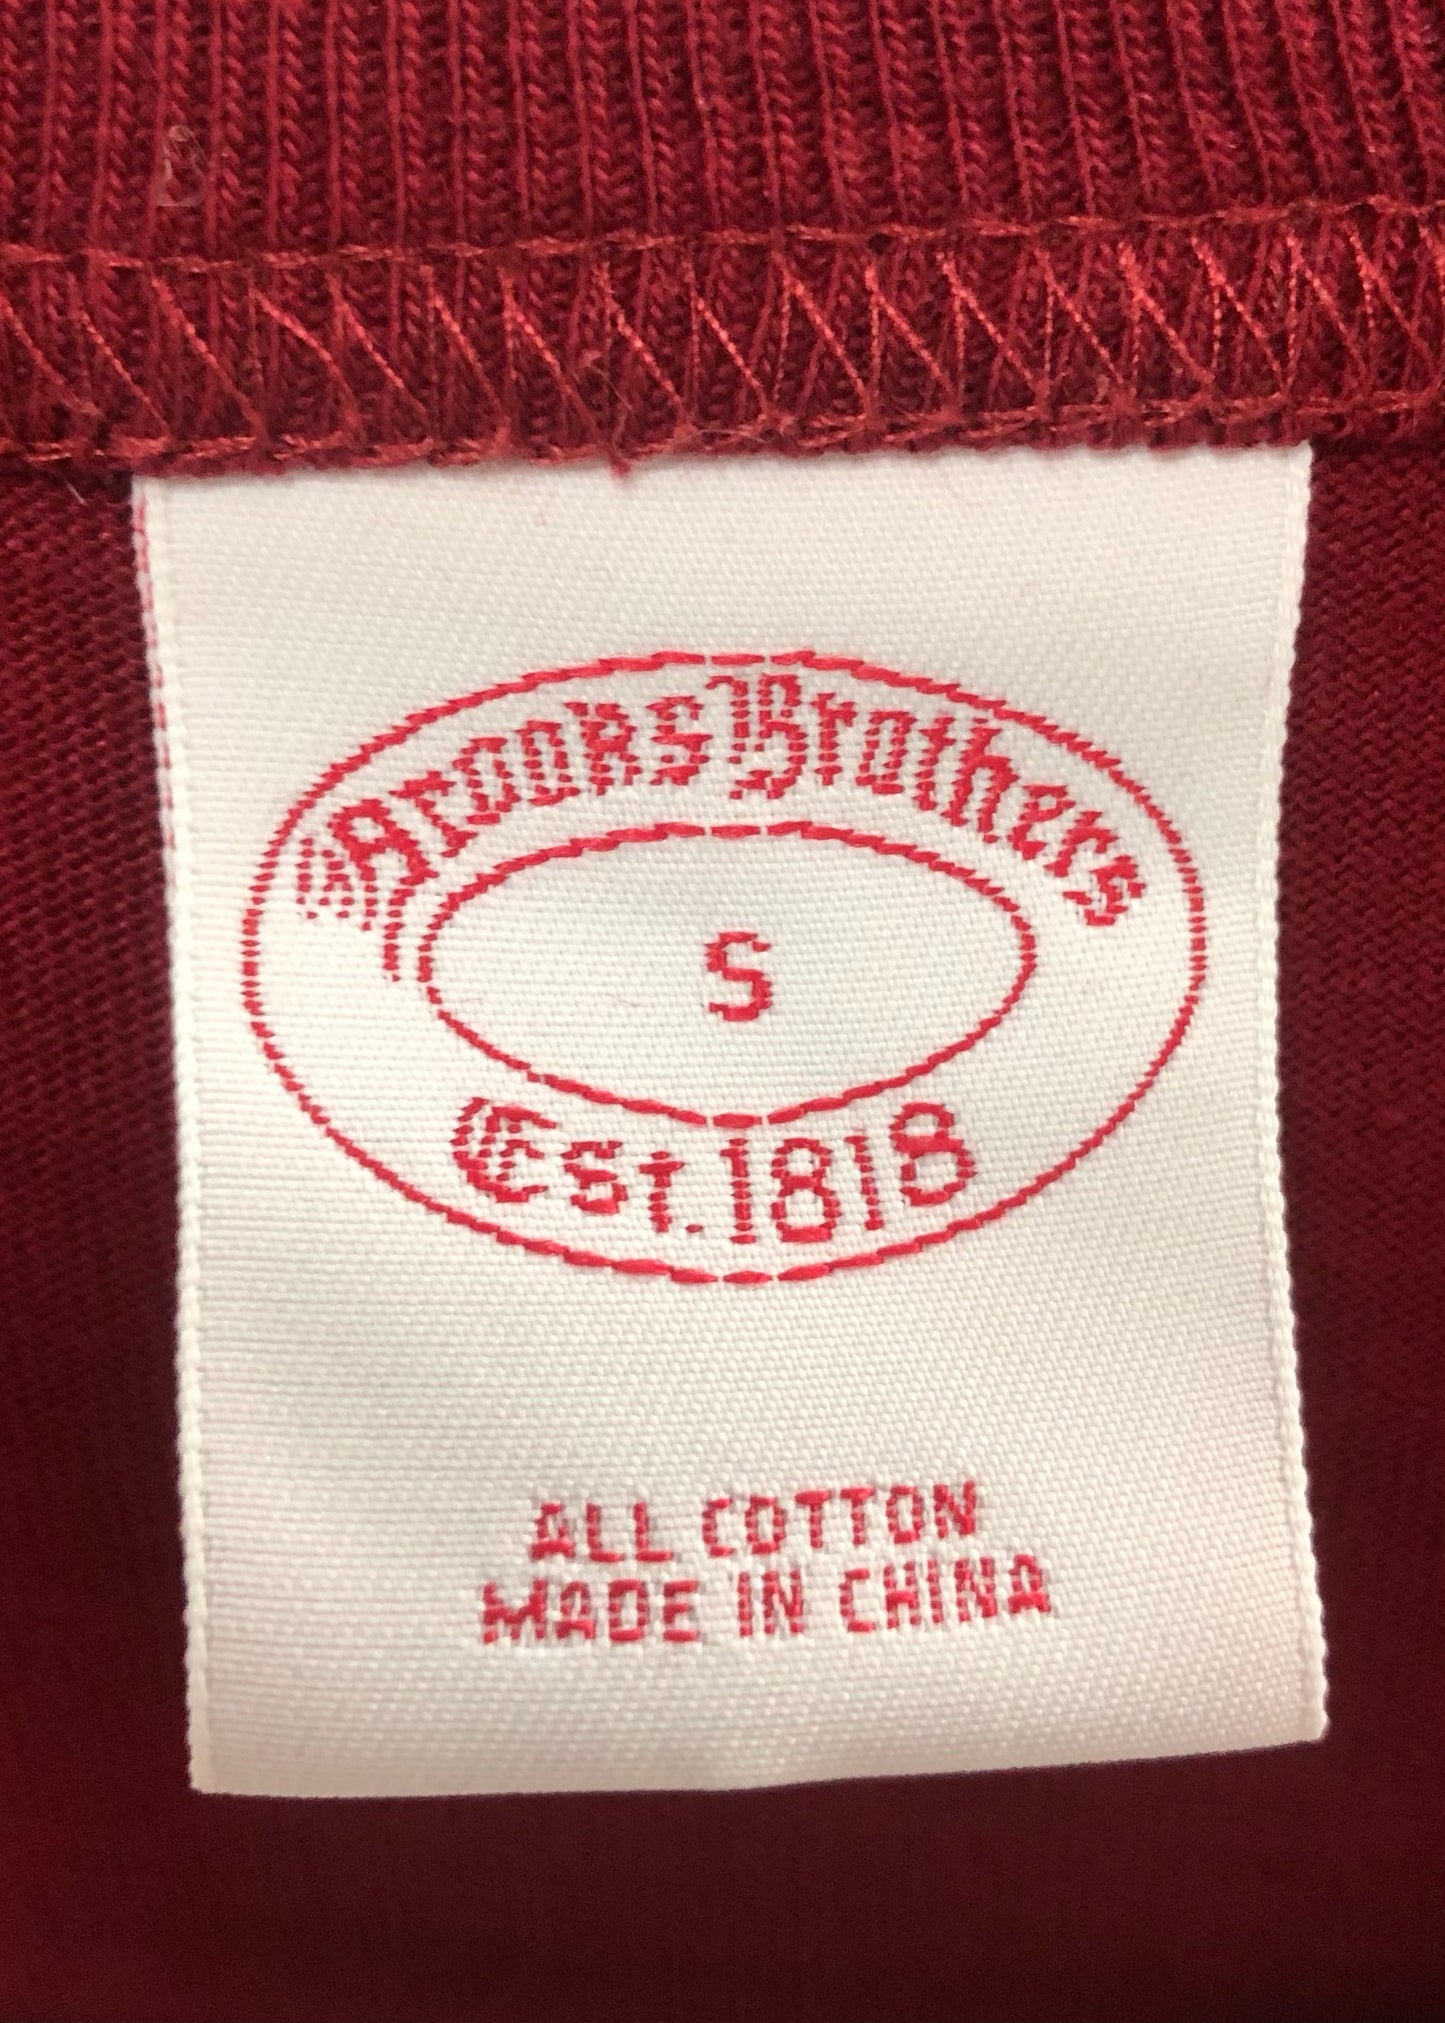 Brooks Brothers
S
Est. 1818
ALL COTTON
MADE IN CHINA